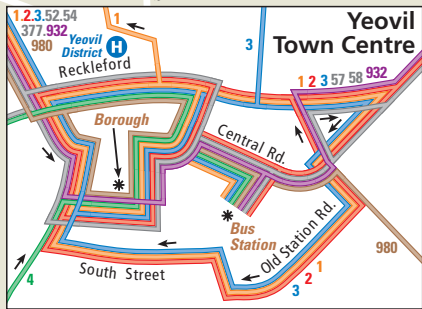 1.2.3.52.54
377.932
980
1
Yeovil
District
H
Reckleford
3
Yeovil
Town Centre
1 2 3 57 58 932
Borough
Central Rd.
Bus
Station
Old Station Rd.
980
South Street
4
1
2
3